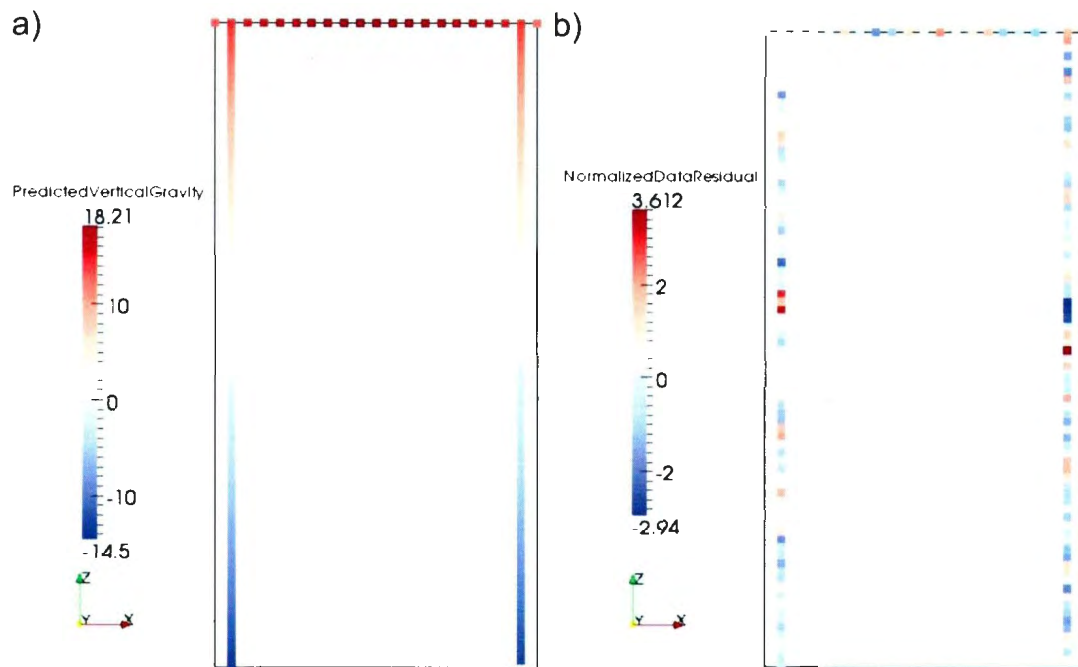 a)
PredictedVerticalGravity
18.21
10
0
-10
-14.5
Z
Y
X
b)
NormalizedDataResidual
3.612
2
0
-2
-2.94
Z
Y
X